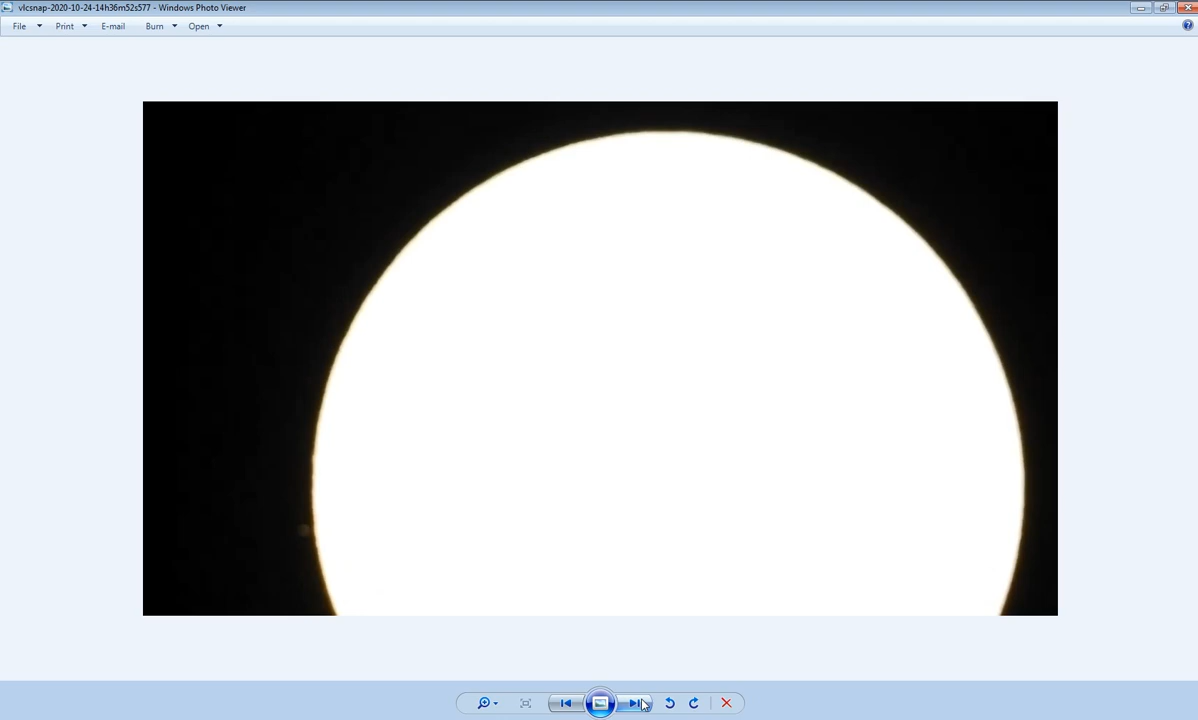 vlcsnap-2020-10-24-14h36m52s577 - Windows Photo Viewer
File Print E-mail Burn Open